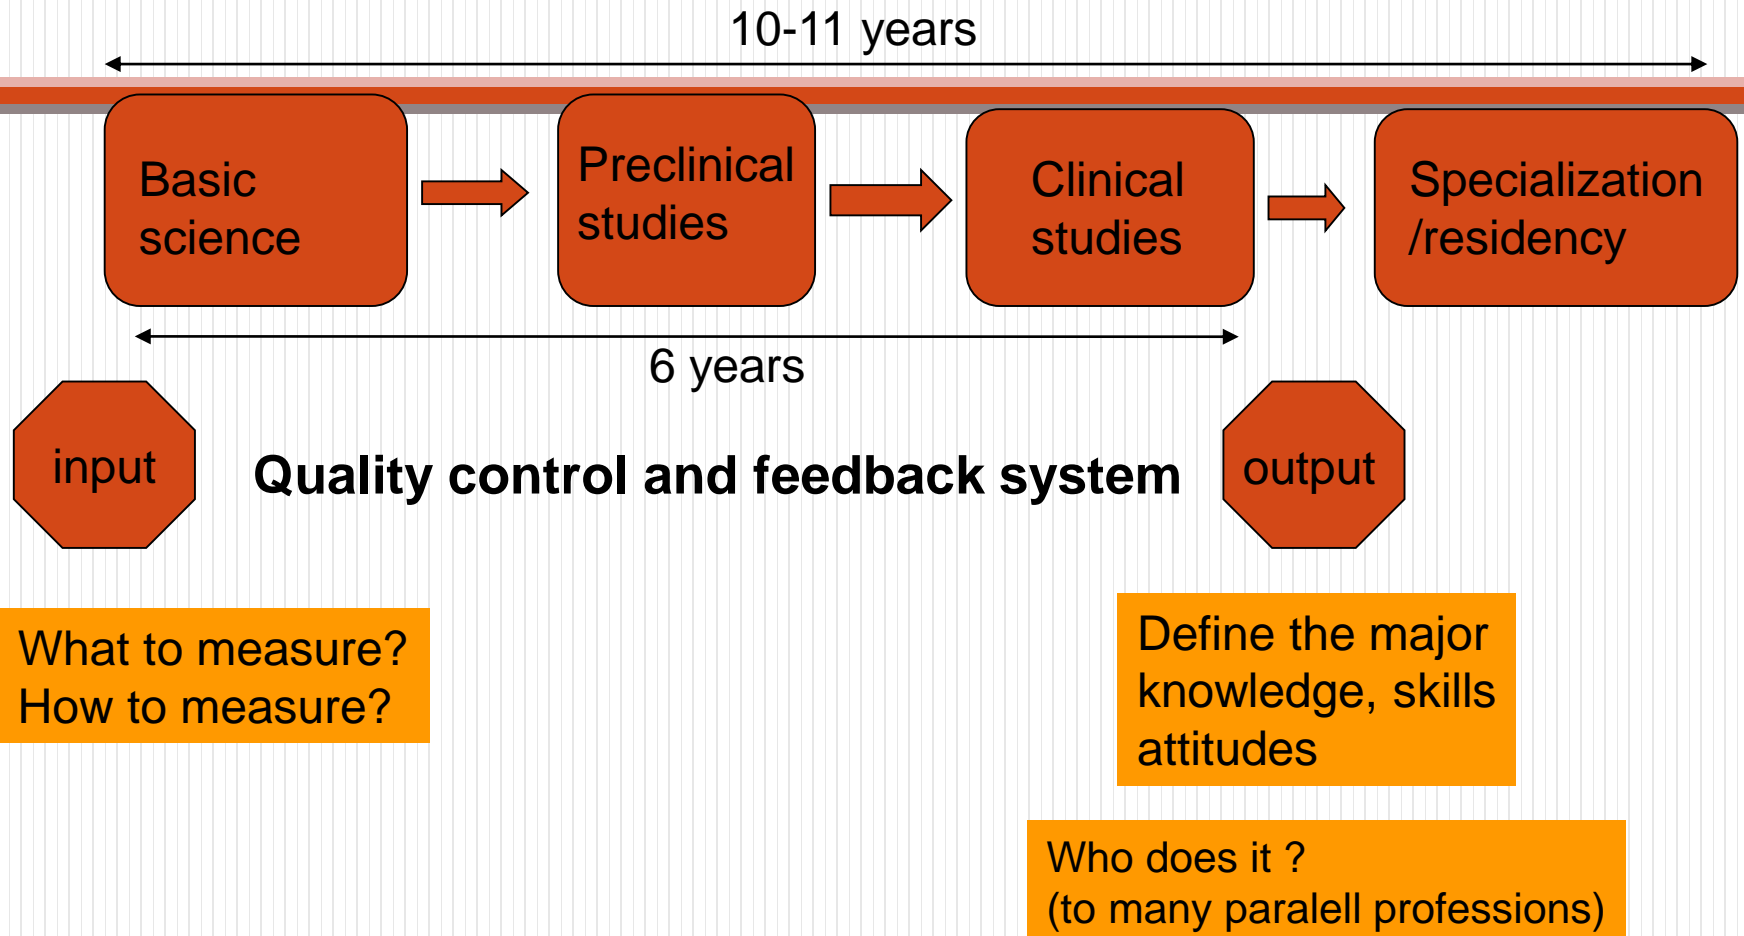 10-11 years
Basic
science
Preclinical
studies
Clinical
studies
Specialization
/residency
6 years
input
Quality control and feedback system
output
What to measure?
How to measure?
Define the major
knowledge, skills
attitudes
Who does it ?
(to many paralell professions)